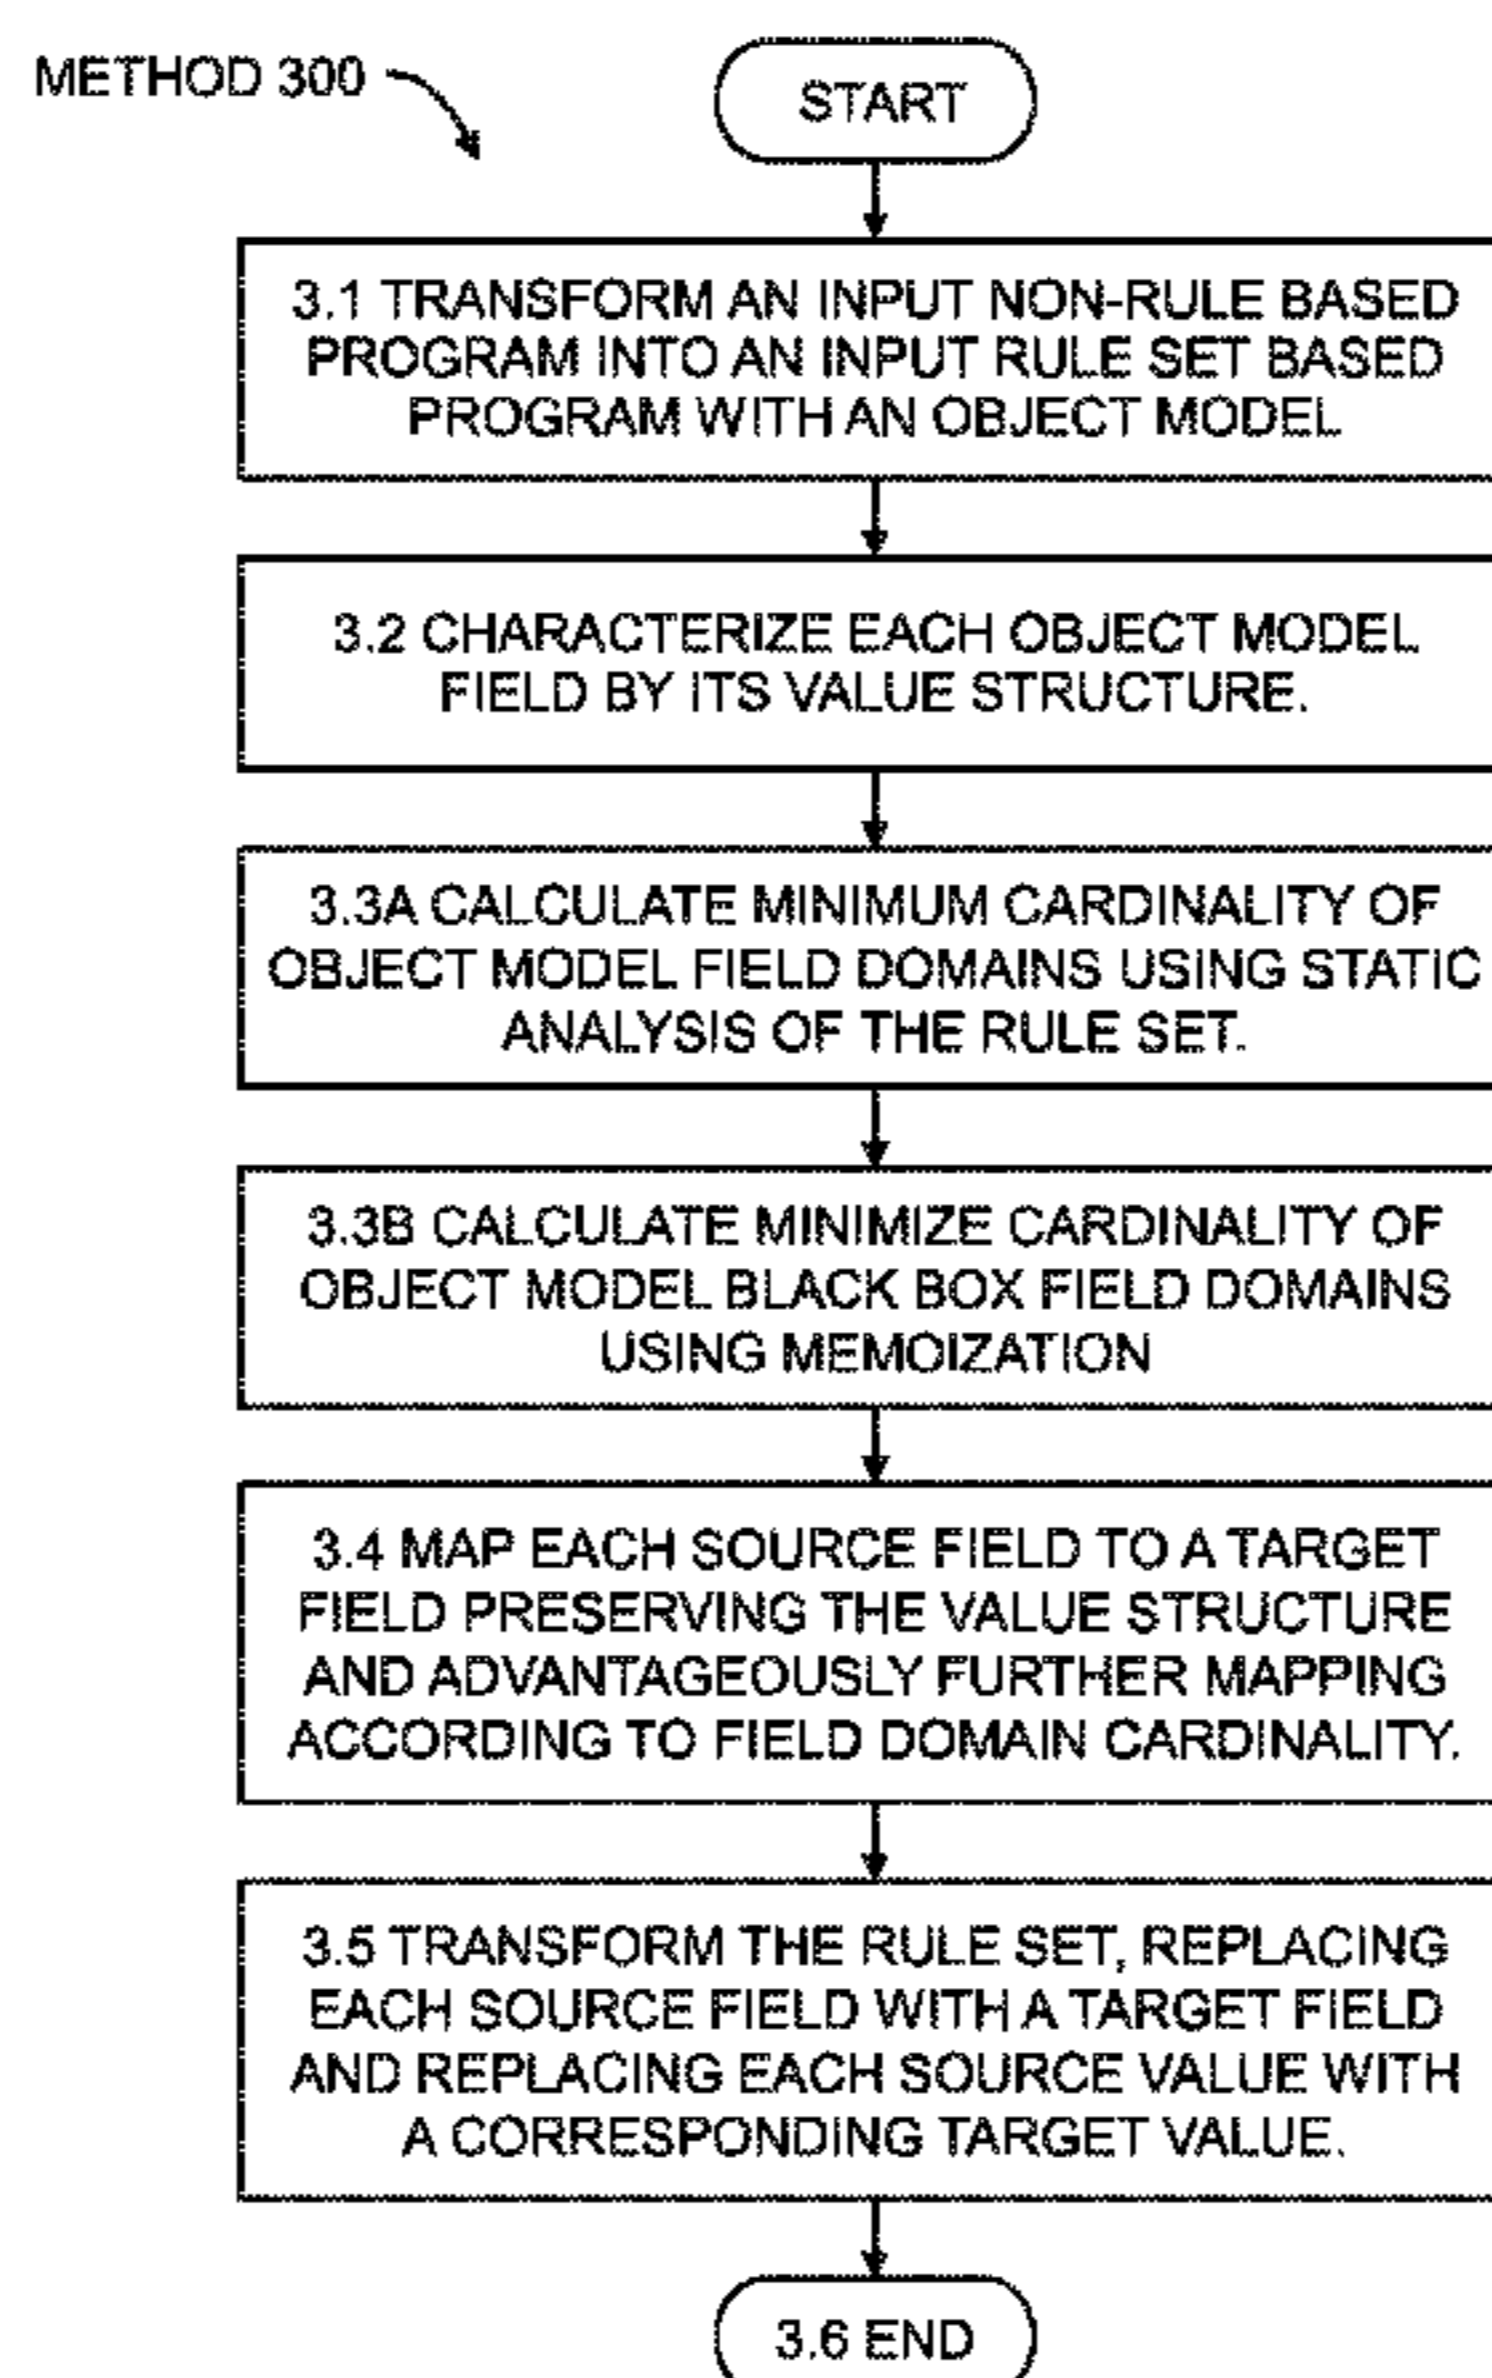 METHOD 300
START
3.1 TRANSFORM AN INPUT NON-RULE BASED
PROGRAM INTO AN INPUT RULE SET BASED
PROGRAM WITH AN OBJECT MODEL
3.2 CHARACTERIZE EACH OBJECT MODEL
FIELD BY ITS VALUE STRUCTURE.
3.3A CALCULATE MINIMUM CARDINALITY OF
OBJECT MODEL FIELD DOMAINS USING STATIC
ANALYSIS OF THE RULE SET.
3.3B CALCULATE MINIMIZE CARDINALITY OF
OBJECT MODEL BLACK BOX FIELD DOMAINS
USING MEMOIZATION
3.4 MAP EACH SOURCE FIELD TO A TARGET
FIELD PRESERVING THE VALUE STRUCTURE
AND ADVANTAGEOUSLY FURTHER MAPPING
ACCORDING TO FIELD DOMAIN CARDINALITY.
3.5 TRANSFORM THE RULE SET, REPLACING
EACH SOURCE FIELD WITH A TARGET FIELD
AND REPLACING EACH SOURCE VALUE WITH
A CORRESPONDING TARGET VALUE.
3.6 END